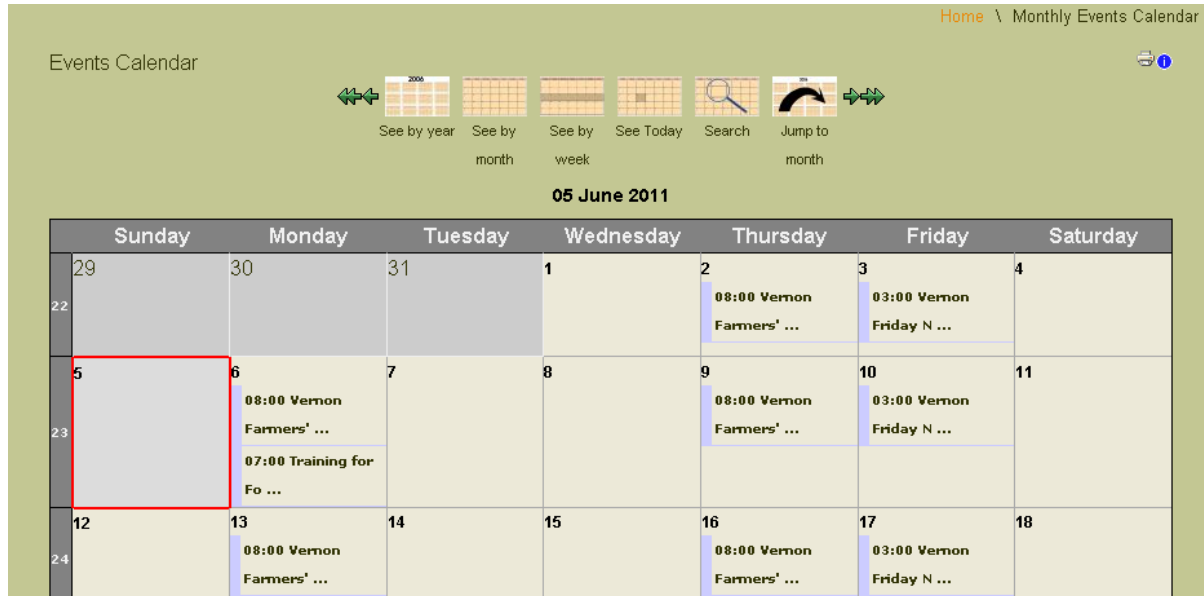 Home \ Monthly Events Calendar
Events Calendar
2006
See by year
See by
month
See by
week
See Today
Search
Jump to
month
05 June 2011
Sunday Monday Tuesday Wednesday Thursday Friday Saturday
22
29 30 31 1 2 3 4
08:00 Vernon
Farmers' ...
03:00 Vernon
Friday N ...
23
5 6 7 8 9 10 11
08:00 Vernon
Farmers' ...
07:00 Training for
Fo ...
08:00 Vernon
Farmers' ...
03:00 Vernon
Friday N ...
24
12 13 14 15 16 17 18
08:00 Vernon
Farmers' ...
08:00 Vernon
Farmers' ...
03:00 Vernon
Friday N ...